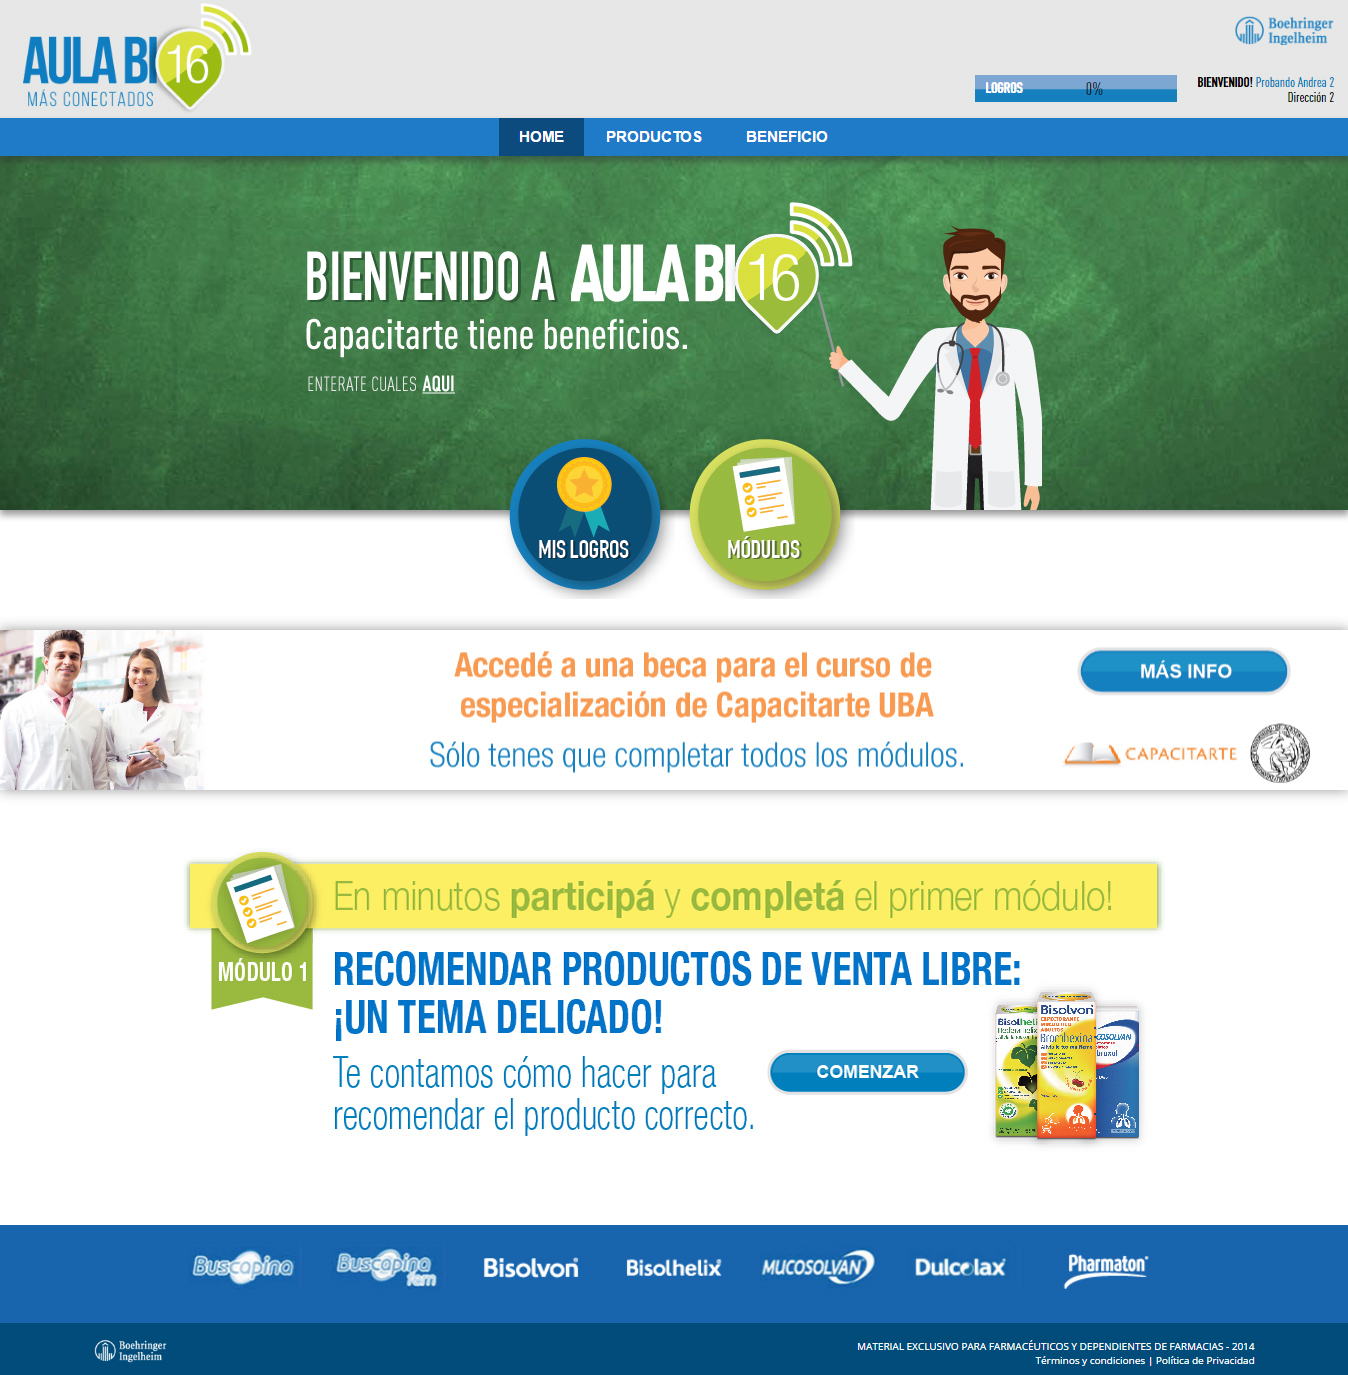 AULA BI 16
MÁS CONECTADOS
Boehringer
Ingelheim
LOGROS 0%
BIENVENIDO! Probando Andrea 2
Dirección 2
HOME PRODUCTOS BENEFICIO
BIENVENIDO A AULA BI 16
Capacitarte tiene beneficios.
ENTERATE CUALES AQUI
MIS LOGROS
MÓDULOS
Accedé a una beca para el curso de
especialización de Capacitarte UBA
Sólo tenes que completar todos los módulos.
MÁS INFO
CAPACITARTE
En minutos participá y completá el primer módulo!
MÓDULO 1
RECOMENDAR PRODUCTOS DE VENTA LIBRE:
¡UN TEMA DELICADO!
Te contamos cómo hacer para
recomendar el producto correcto.
COMENZAR
Bisolvon
EXPECTORANTE
ADULTOS
Bromhexina
Buscapina Buscapina fem Bisolvon® Bisolhelix® MUCOSOLVAN® Dulcolax® Pharmaton®
Boehringer
Ingelheim
MATERIAL EXCLUSIVO PARA FARMACÉUTICOS Y DEPENDIENTES DE FARMACIAS - 2014
Términos y condiciones | Política de Privacidad